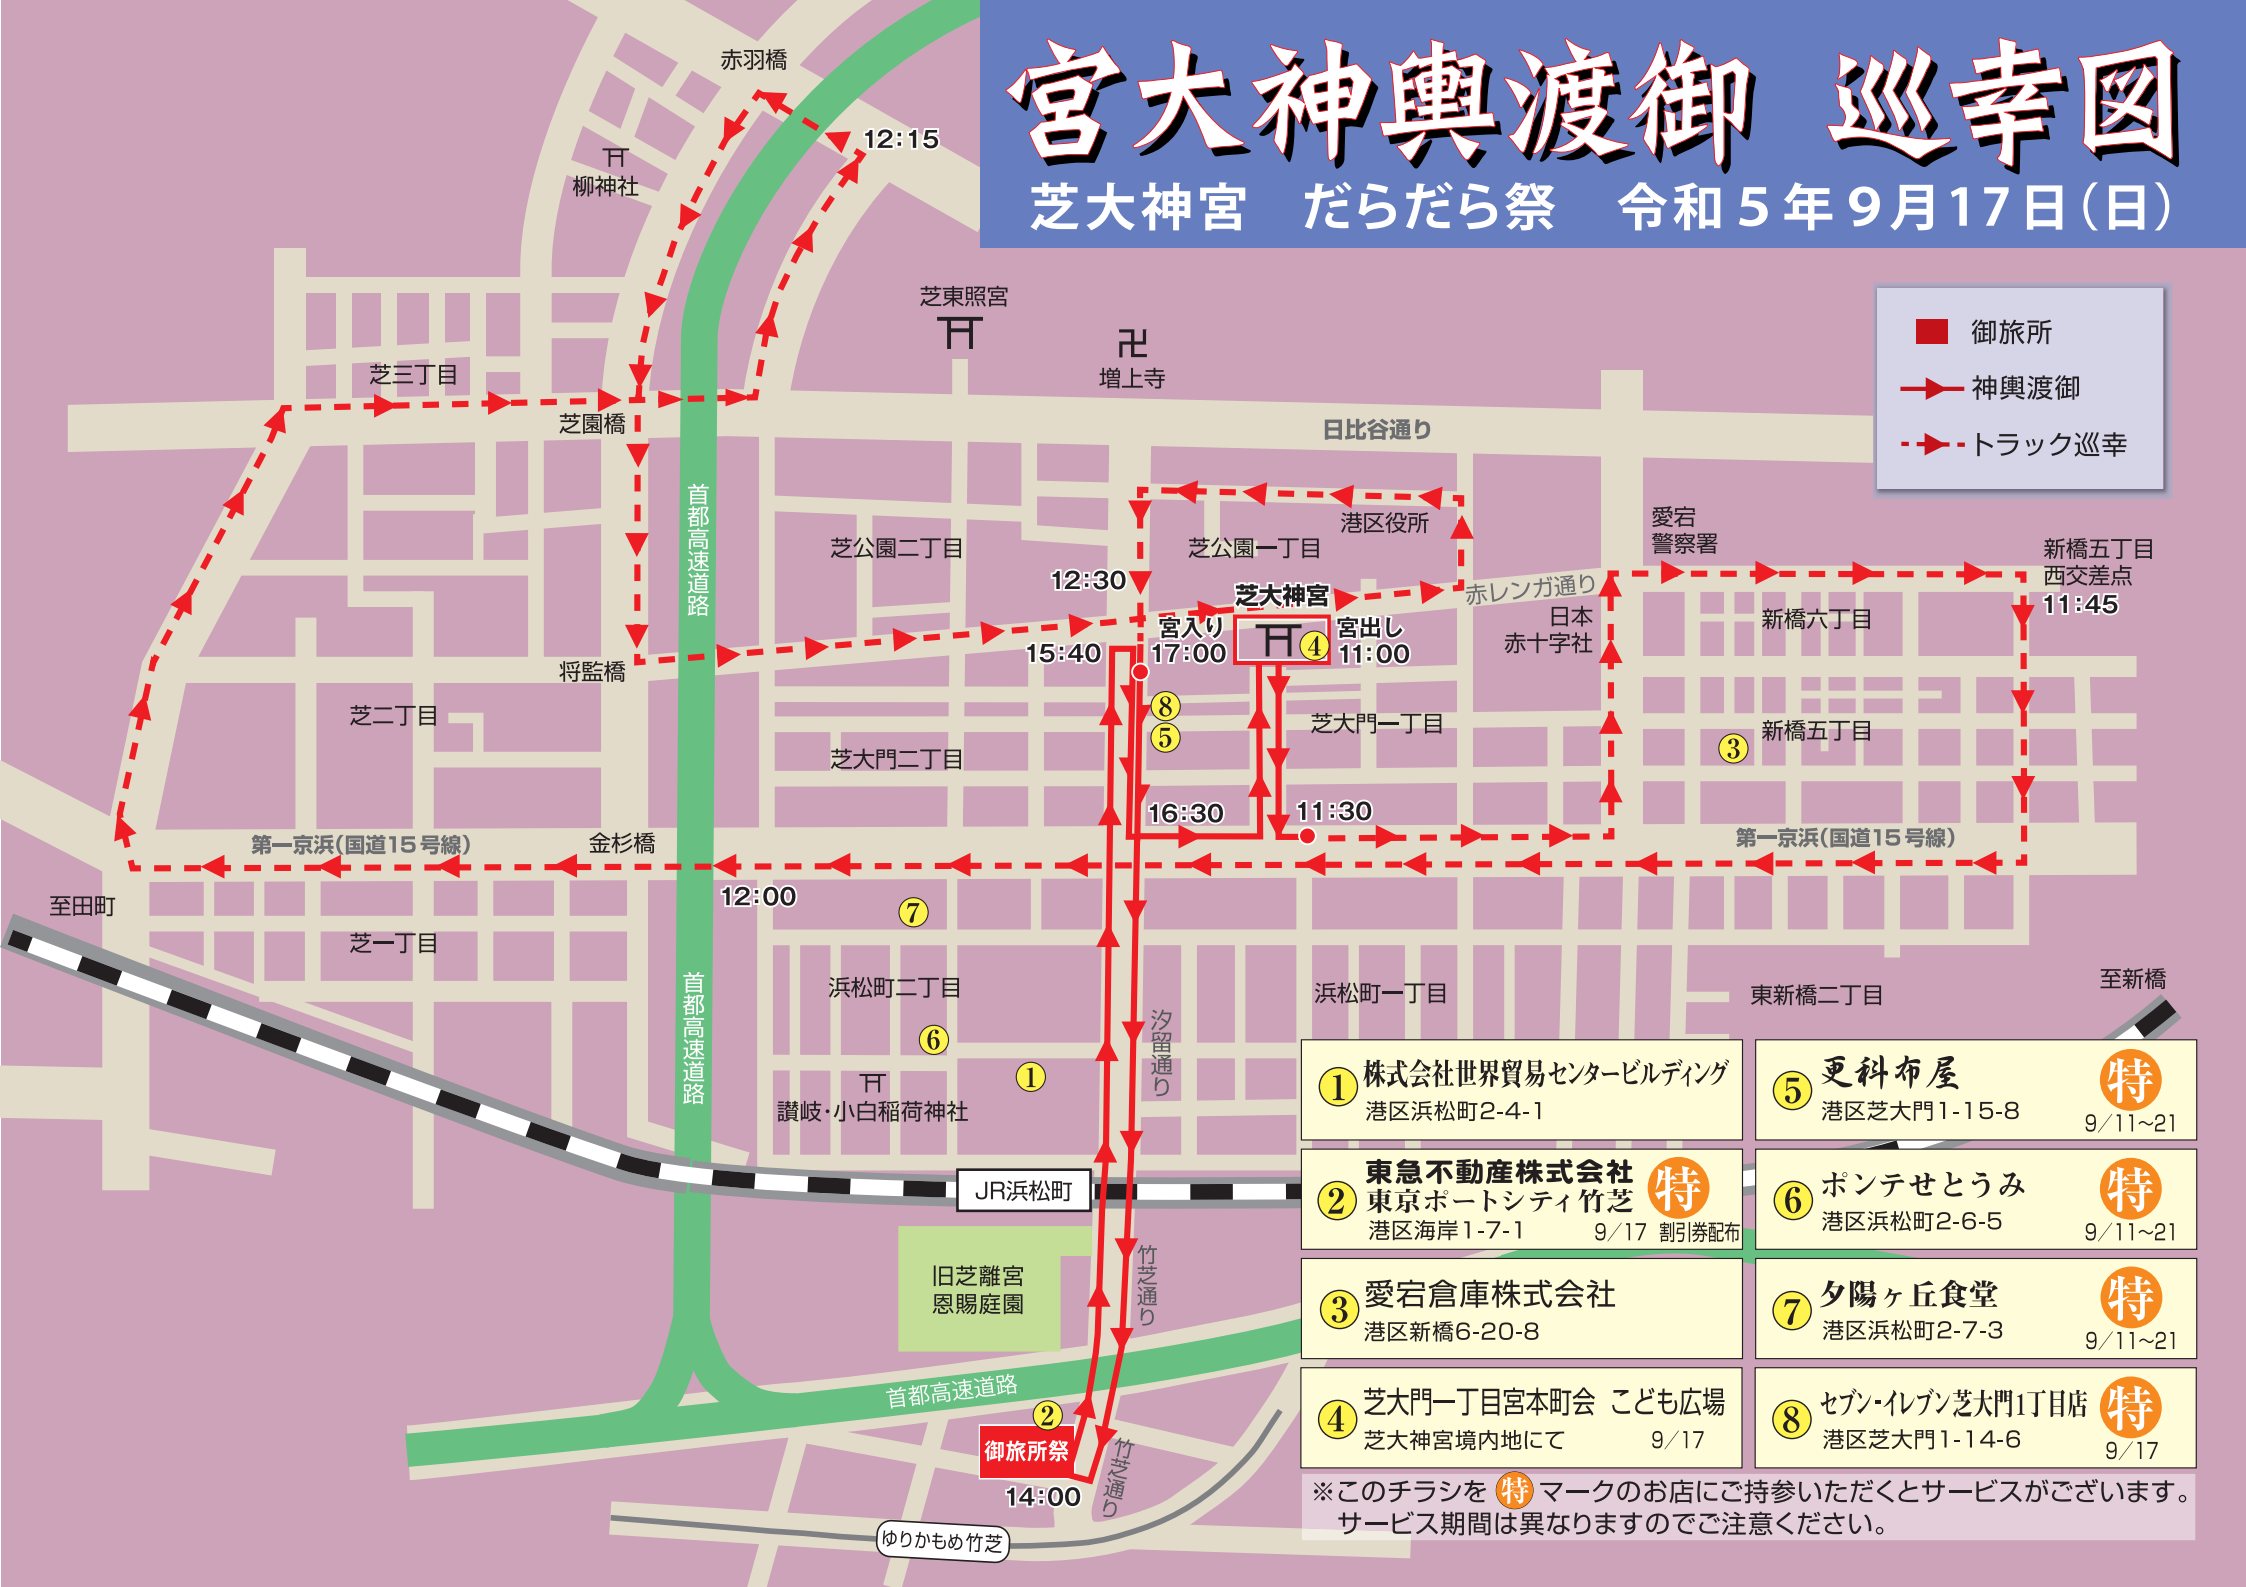 宮大神輿渡御 巡幸図
芝大神宮 だらだら祭 令和5年9月17日(日)
御旅所
神輿渡御
トラック巡幸
赤羽橋
12:15
柳神社
芝東照宮
増上寺
芝三丁目
芝園橋
日比谷通り
首都高速道路
芝公園二丁目
港区役所
芝公園一丁目
愛宕
警察署
新橋五丁目
西交差点
11:45
12:30
芝大神宮
赤レンガ通り
日本
赤十字社
新橋六丁目
宮入り
17:00
15:40
4
宮出し
11:00
将監橋
芝二丁目
8
5
芝大門一丁目
新橋五丁目
3
芝大門二丁目
16:30
11:30
第一京浜(国道15号線)
金杉橋
第一京浜(国道15号線)
12:00
至田町
7
芝一丁目
首都高速道路
浜松町二丁目
浜松町一丁目
東新橋二丁目
至新橋
6
1
汐留通り
讃岐・小白稲荷神社
JR浜松町
竹芝通り
旧芝離宮
恩賜庭園
首都高速道路
2
御旅所祭
14:00
竹芝通り
ゆりかもめ竹芝
1 株式会社世界貿易センタービルディング
港区浜松町2-4-1
2 東急不動産株式会社
東京ポートシティ竹芝
特
港区海岸1-7-1 9/17 割引券配布
3 愛宕倉庫株式会社
港区新橋6-20-8
4 芝大門一丁目宮本町会 こども広場
芝大神宮境内地にて 9/17
5 更科布屋 特
港区芝大門1-15-8 9/11~21
6 ポンテせとうみ 特
港区浜松町2-6-5 9/11~21
7 夕陽ヶ丘食堂 特
港区浜松町2-7-3 9/11~21
8 セブン-イレブン芝大門1丁目店 特
港区芝大門1-14-6 9/17
※このチラシを 特 マークのお店にご持参いただくとサービスがございます。
サービス期間は異なりますのでご注意ください。